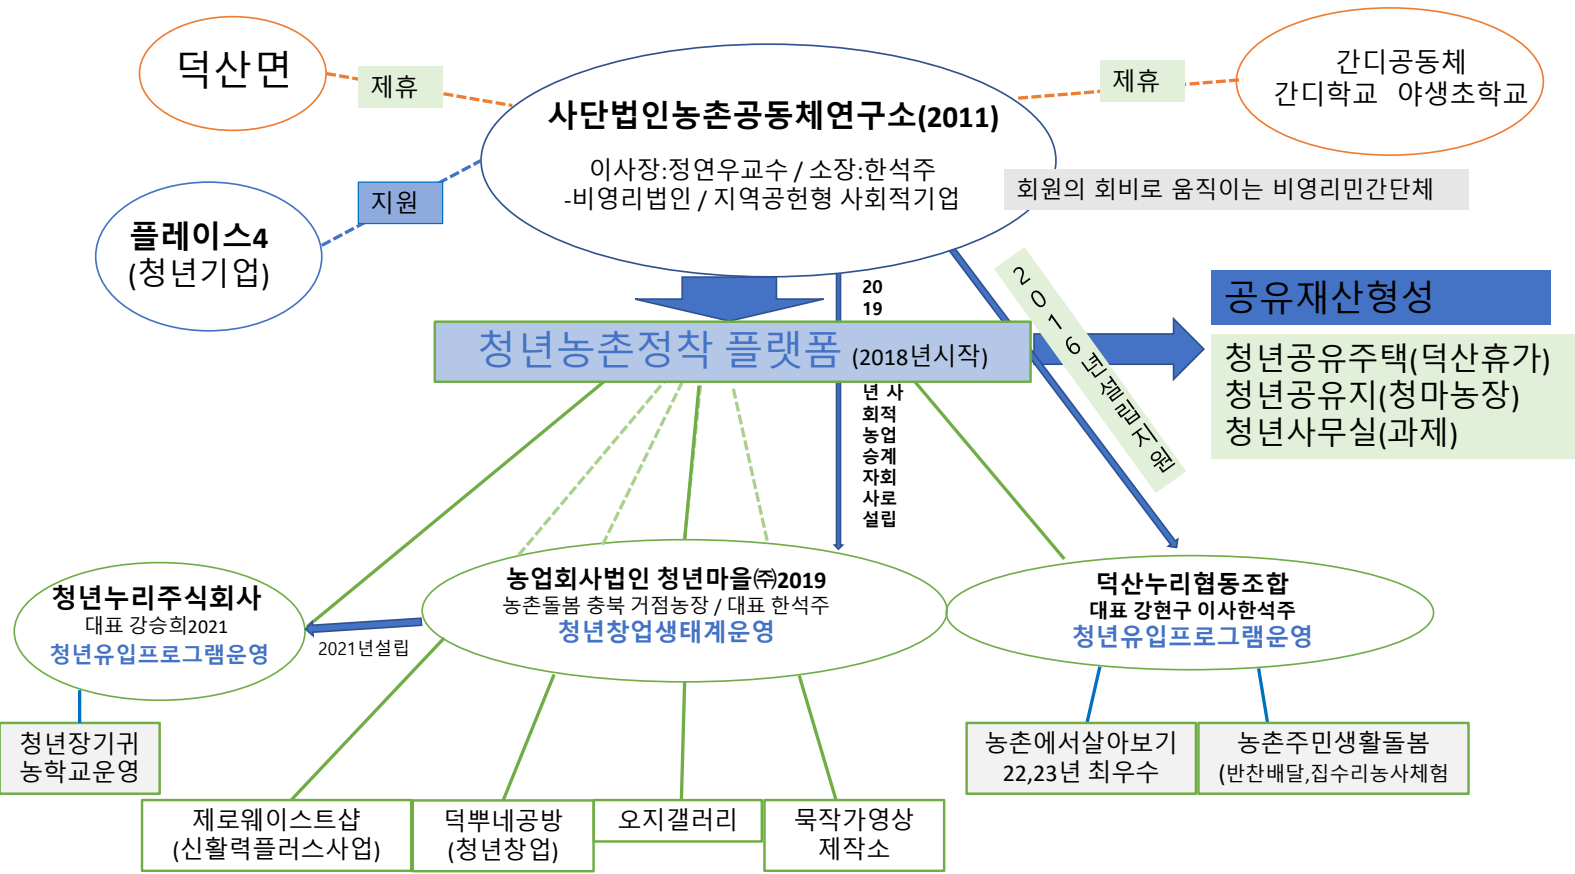 덕산면
제휴
사단법인농촌공동체연구소(2011)
이사장:정연우교수 / 소장:한석주
-비영리법인 / 지역공헌형 사회적기업
제휴
간디공동체
간디학교 야생초학교
회원의 회비로 움직이는 비영리민간단체
지원
플레이스4
(청년기업)
20
19
년 사
회적
농업
승계
자회
사로
설립
2016년설립지원
공유재산형성
청년공유주택(덕산휴가)
청년공유지(청마농장)
청년사무실(과제)
청년농촌정착 플랫폼 (2018년시작)
청년누리주식회사
대표 강승희2021
청년유입프로그램운영
2021년설립
농업회사법인 청년마을㈜2019
농촌돌봄 충북 거점농장 / 대표 한석주
청년창업생태계운영
덕산누리협동조합
대표 강현구 이사한석주
청년유입프로그램운영
청년장기귀
농학교운영
제로웨이스트샵
(신활력플러스사업)
덕뿌네공방
(청년창업)
오지갤러리
묵작가영상
제작소
농촌에서살아보기
22,23년 최우수
농촌주민생활돌봄
(반찬배달,집수리농사체험